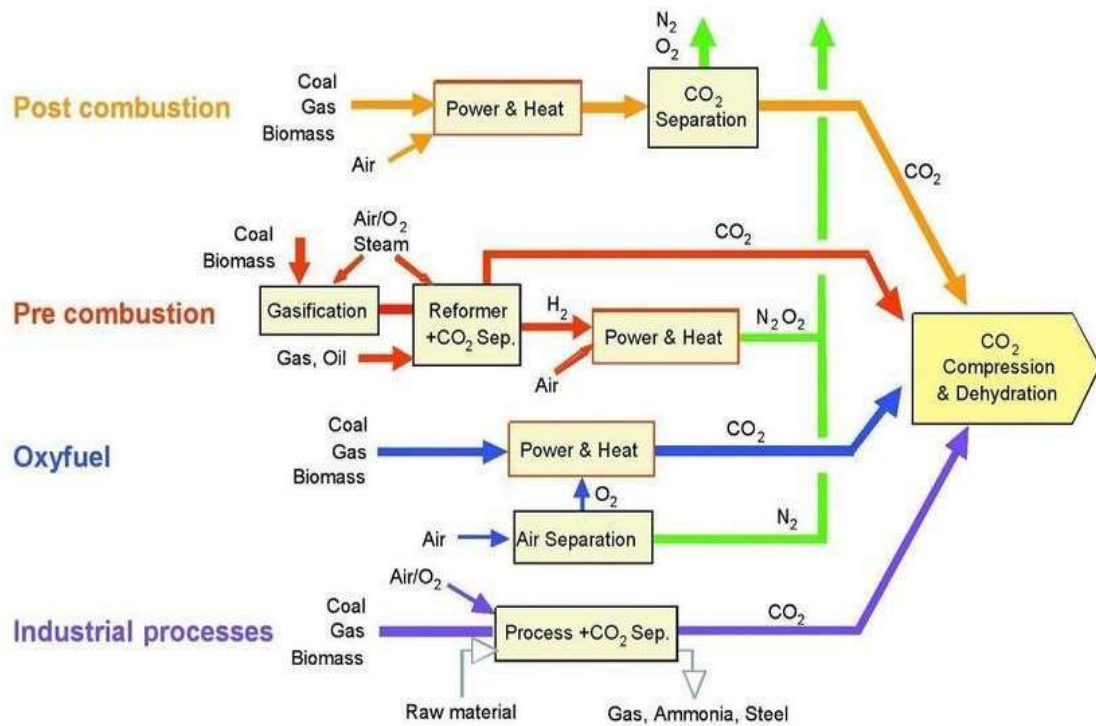 N₂
O₂
Coal
Gas
Biomass
Post combustion
Power & Heat
CO₂
Separation
Air
CO₂
Air/O₂
Steam
Coal
Biomass
CO₂
Pre combustion
Gasification
Reformer
+CO₂ Sep.
H₂
Power & Heat
N₂O₂
Gas, Oil
Air
CO₂
Compression
& Dehydration
Coal
Gas
Biomass
Oxyfuel
Power & Heat
CO₂
O₂
Air
Air Separation
N₂
Air/O₂
Coal
Gas
Biomass
Industrial processes
Process +CO₂ Sep.
CO₂
Raw material
Gas, Ammonia, Steel